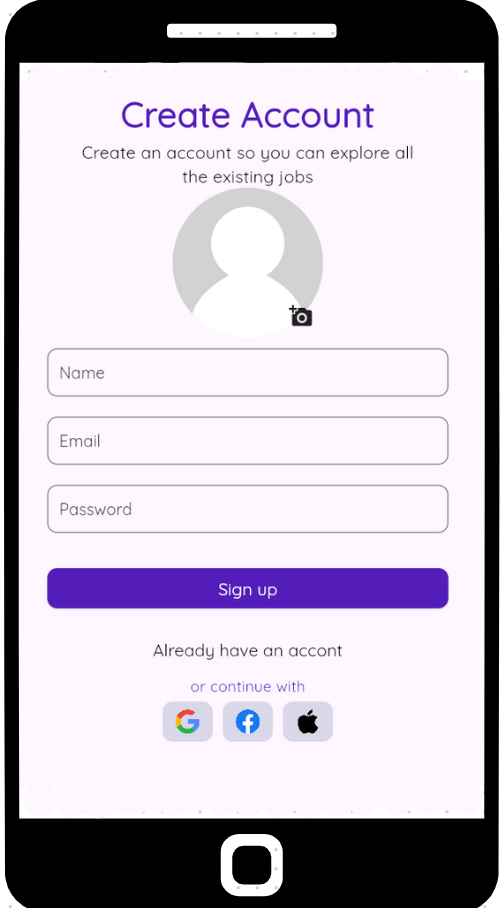 Create Account
Create an account so you can explore all
the existing jobs
Name
Email
Password
Sign up
Already have an accont
or continue with